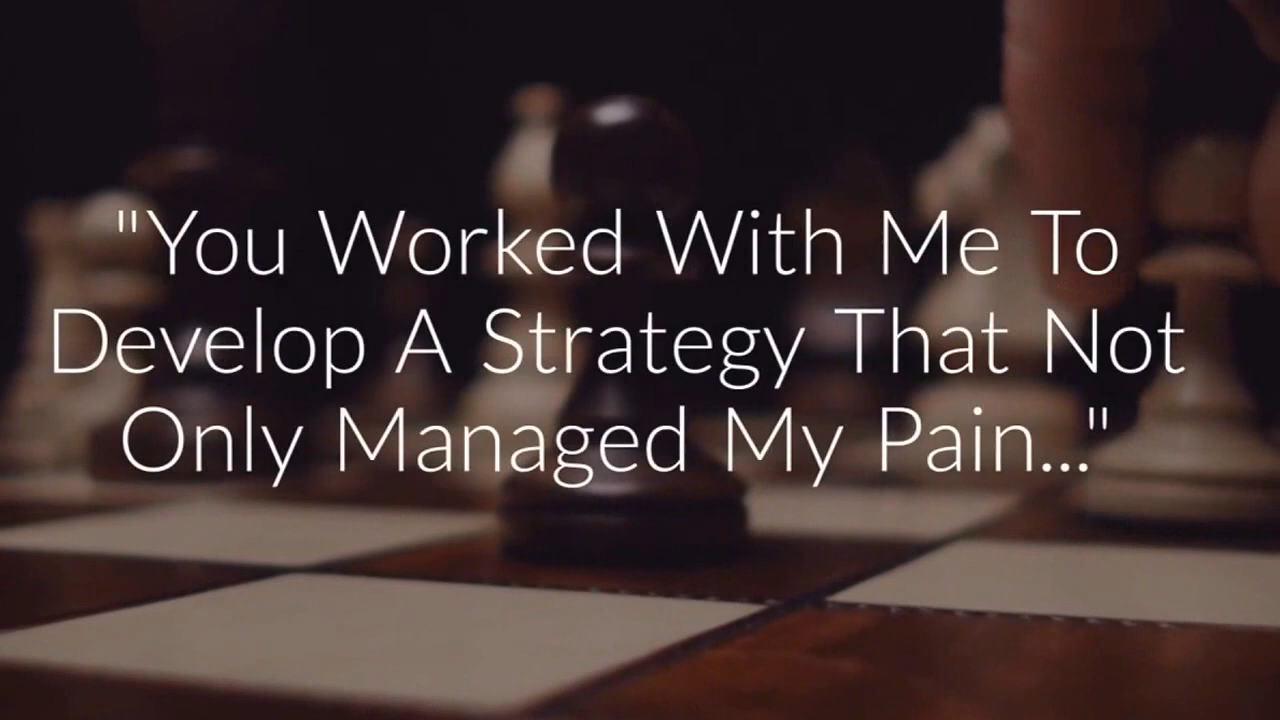 "You Worked With Me To
Develop A Strategy That Not
Only Managed My Pain..."